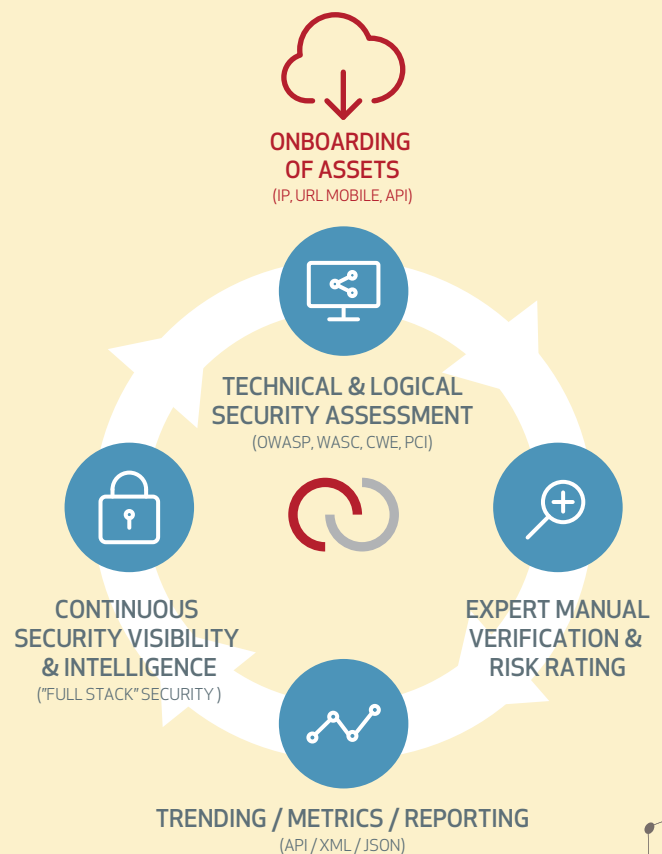 ONBOARDING
OF ASSETS
(IP, URL MOBILE, API)
TECHNICAL & LOGICAL
SECURITY ASSESSMENT
(OWASP, WASC, CWE, PCI)
EXPERT MANUAL
VERIFICATION &
RISK RATING
TRENDING / METRICS / REPORTING
(API / XML / JSON)
CONTINUOUS
SECURITY VISIBILITY
& INTELLIGENCE
("FULL STACK" SECURITY )